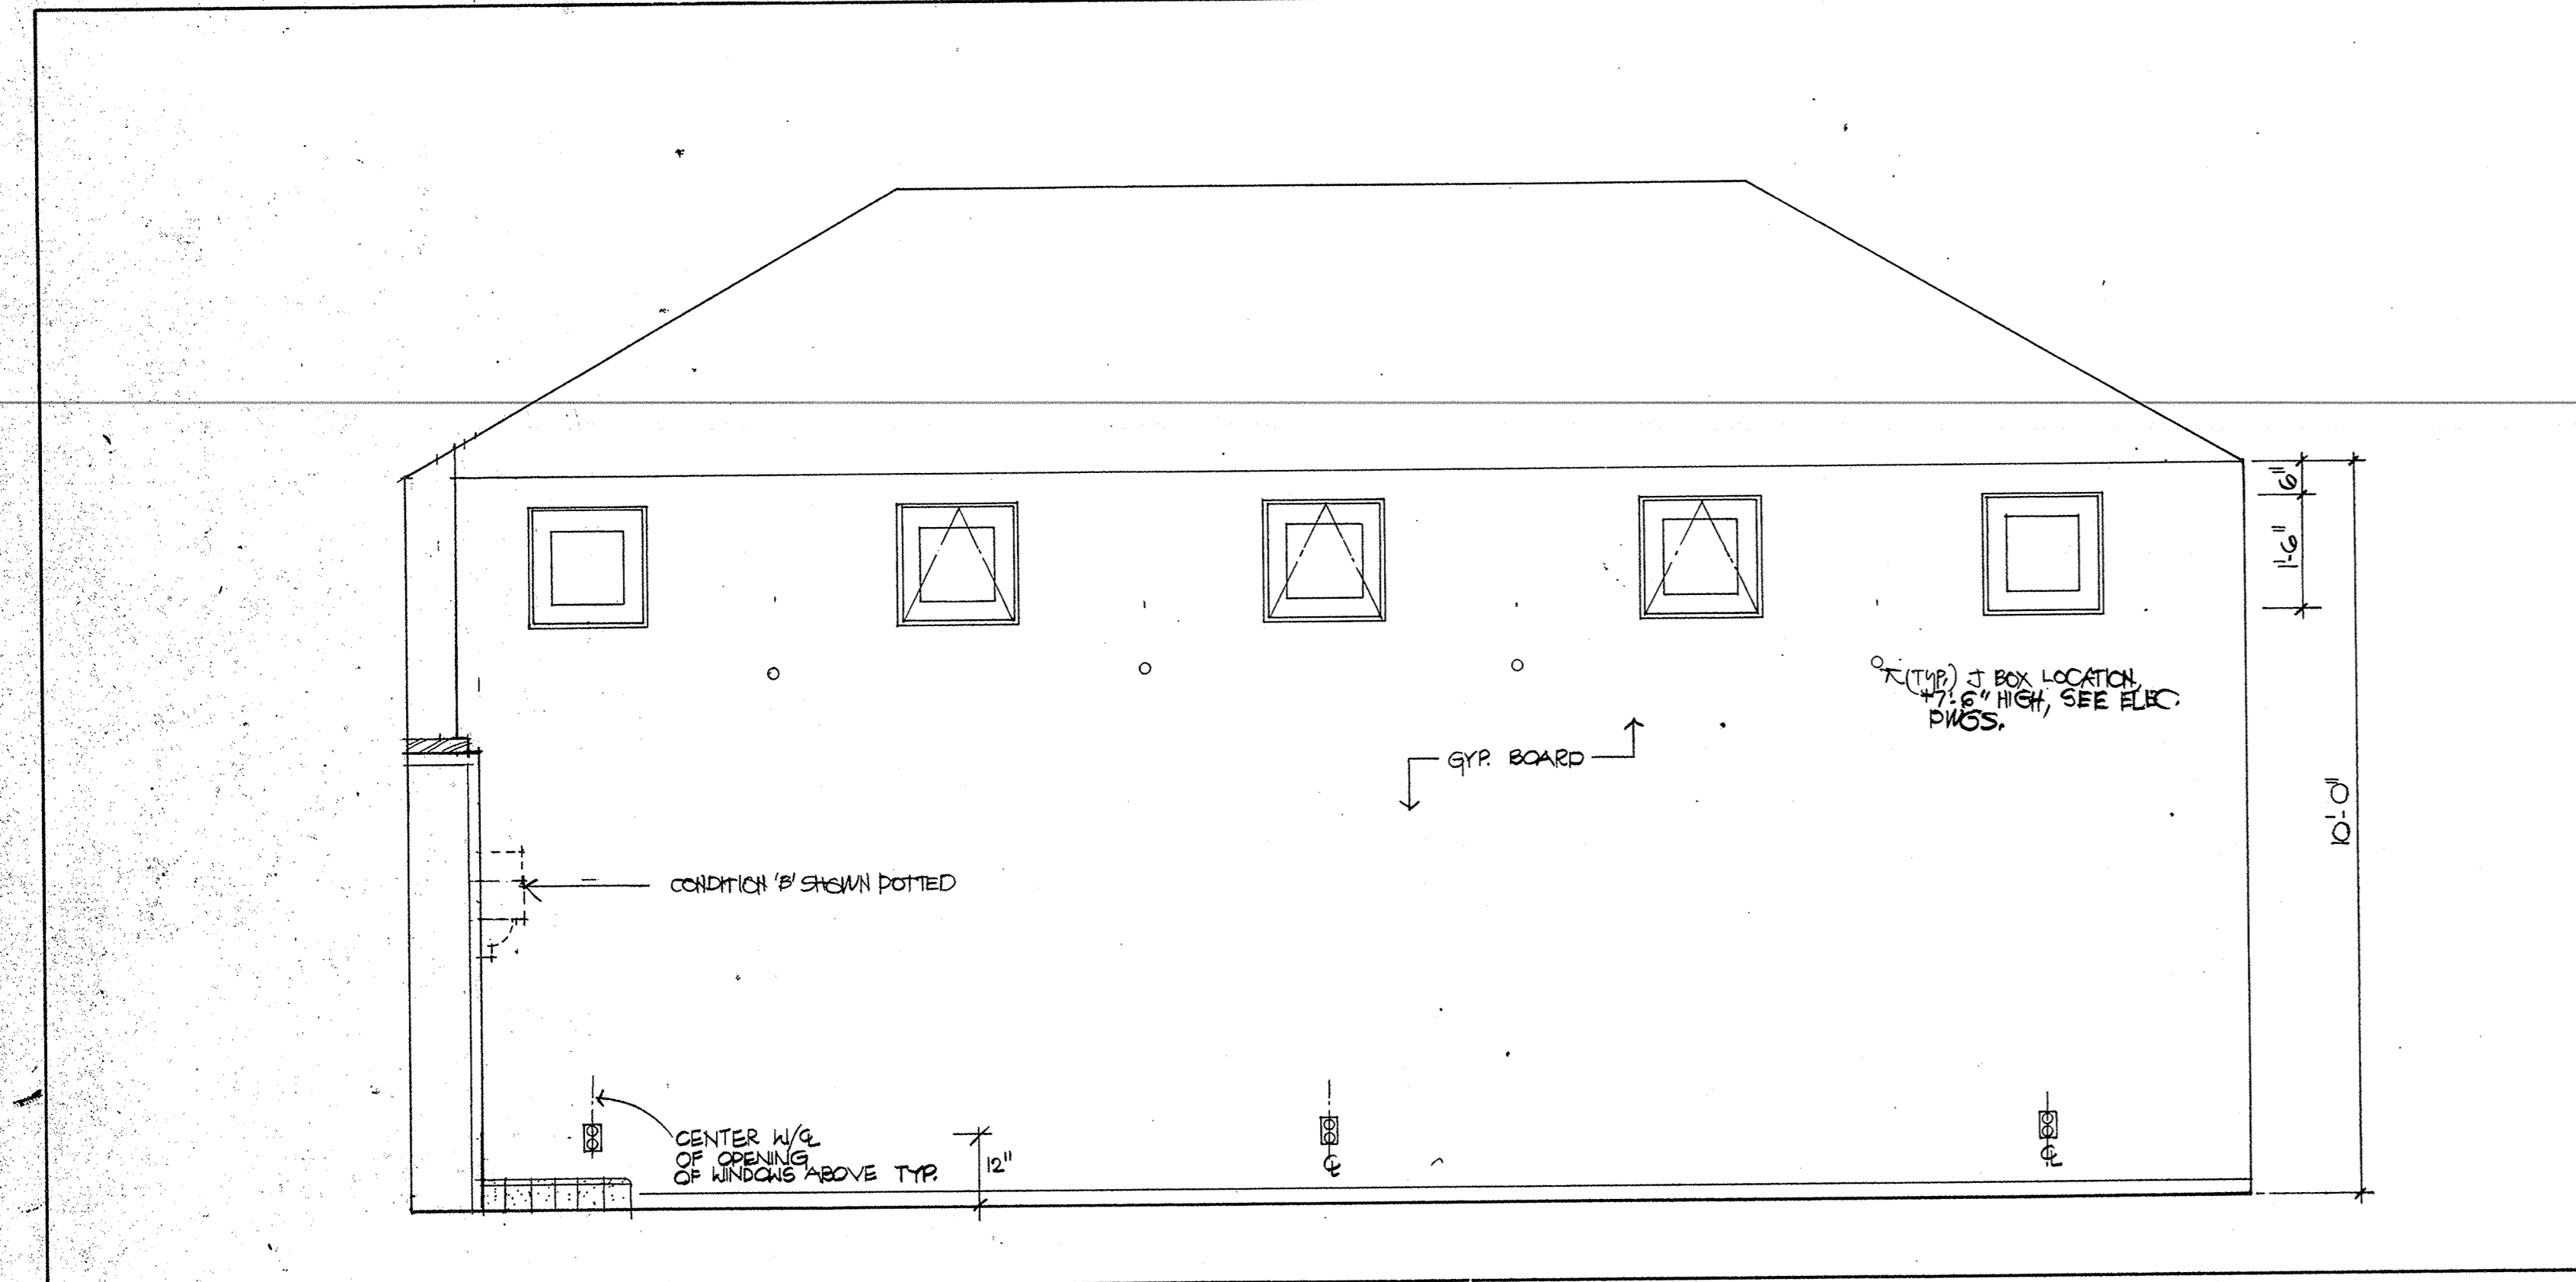 6"
1'-6"
(TYP.) J BOX LOCATION,
+7'-6" HIGH, SEE ELEC.
DWGS.
GYP. BOARD
10'-0"
CONDITION 'B' SHOWN DOTTED
CENTER W/℄
OF OPENING
OF WINDOWS ABOVE TYP.
12"
℄
℄